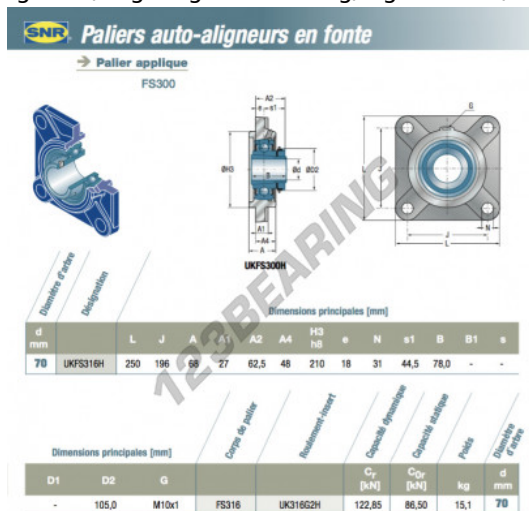 SNR Paliers auto-aligneurs en fonte
Palier applique
FS300
A2
e s1
G
ØH3 Ød ØD2
L J
A1
A4
A
N
J
L
UKFS300H
123BEARING
Diamètre d'arbre
Désignation
Dimensions principales [mm]
d mm L J A A1 A2 A4 H3 h8 e N s1 B B1 s
70 UKFS316H 250 196 68 27 62,5 48 210 18 31 44,5 78,0 - -
Dimensions principales [mm]
Corps de palier
Roulement-insert
Capacité dynamique
Capacité statique
Poids
Diamètre d'arbre
D1 D2 G Cr [kN] C0r [kN] kg d mm
- 105,0 M10x1 FS316 UK316G2H 122,85 86,50 15,1 70